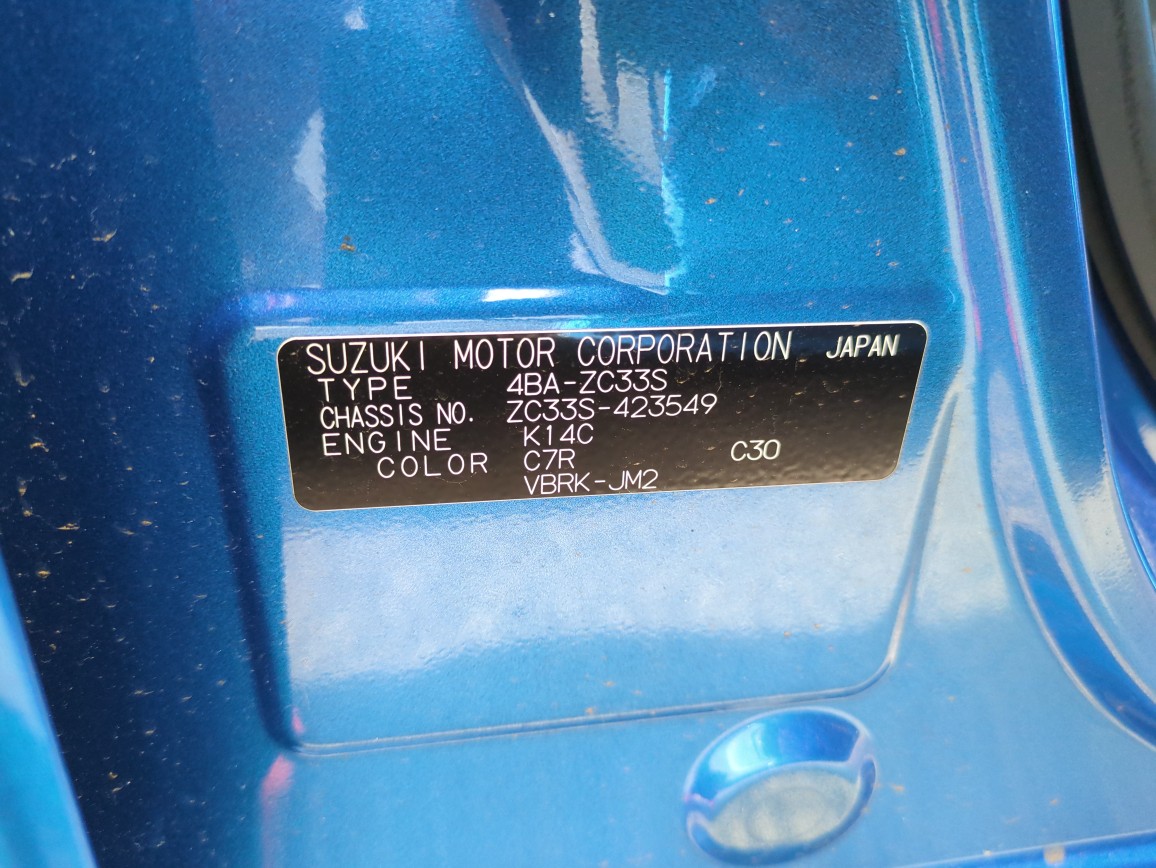 SUZUKI MOTOR CORPORATION JAPAN
TYPE 4BA-ZC33S
CHASSIS NO. ZC33S-423549
ENGINE K14C
COLOR C7R C30
VBRK-JM2